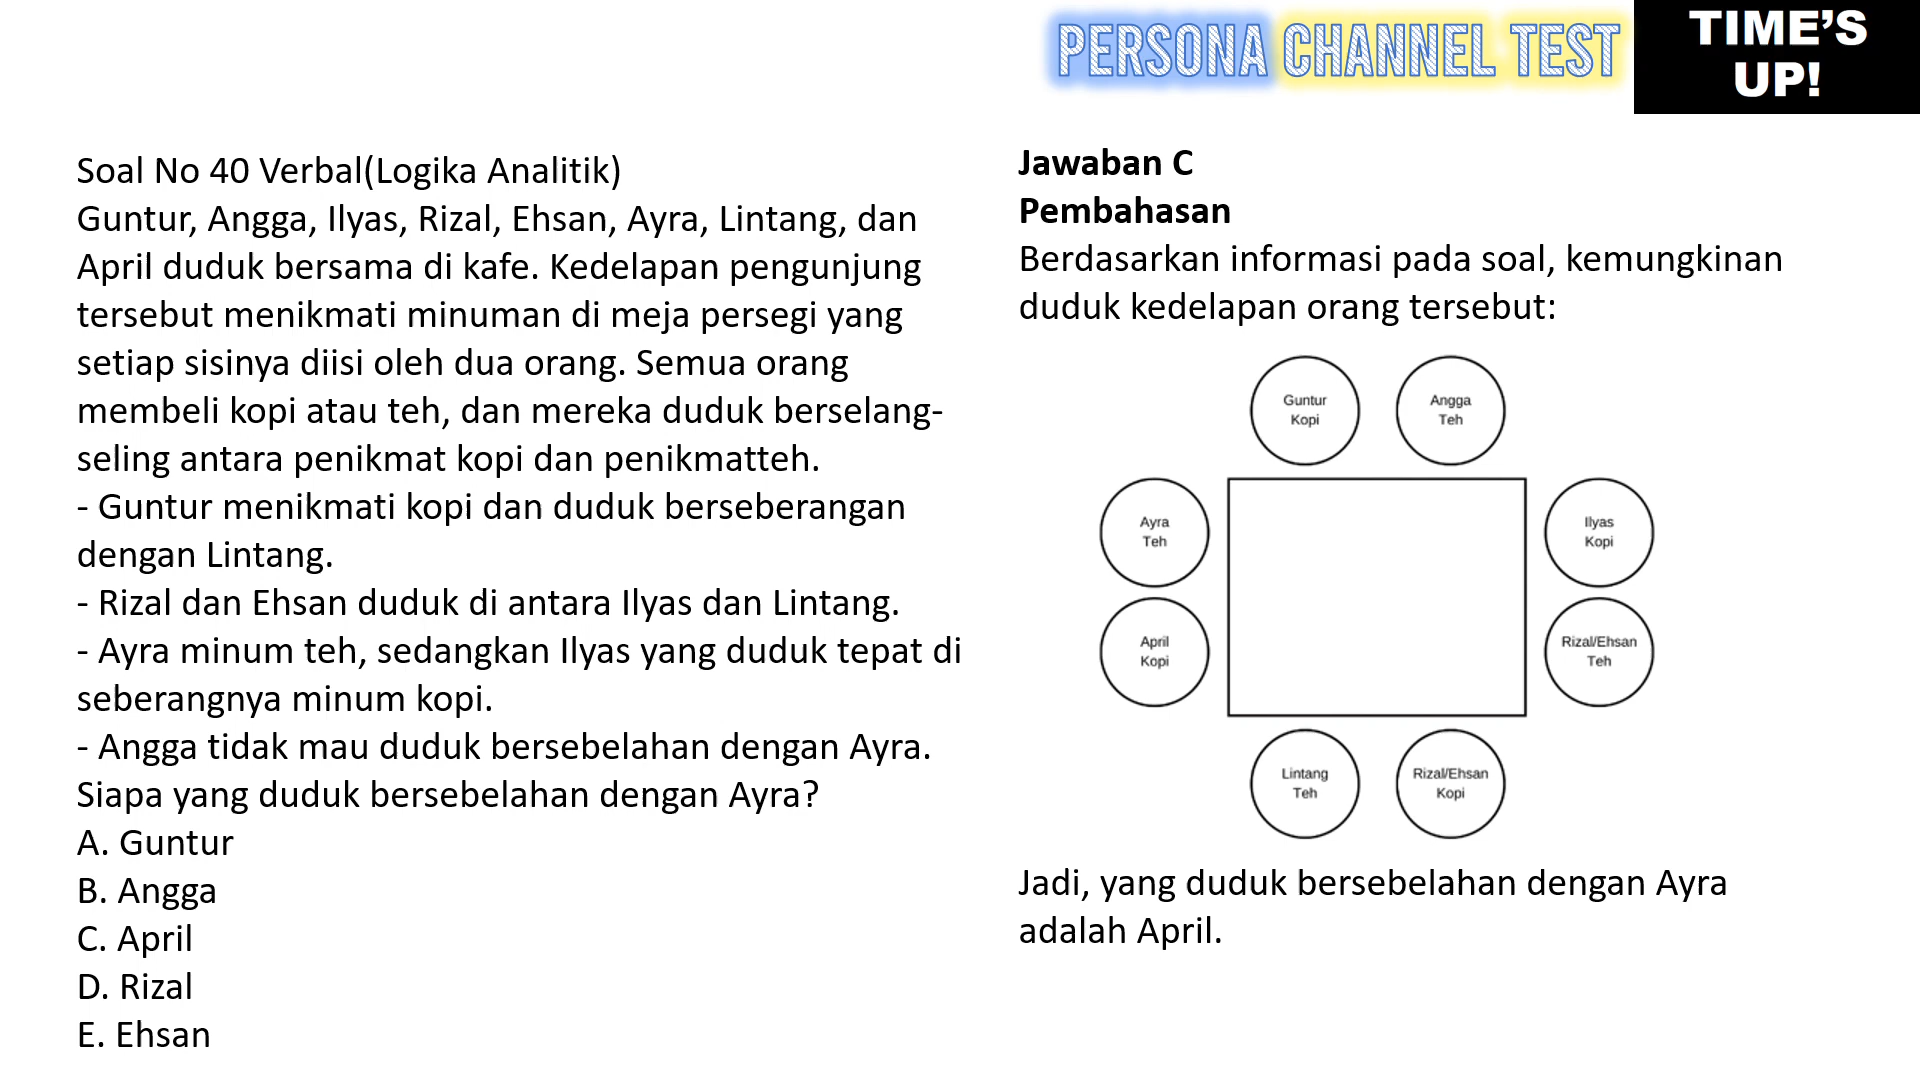 PERSONA CHANNEL TEST
TIME'S
UP!
Soal No 40 Verbal(Logika Analitik)
Guntur, Angga, Ilyas, Rizal, Ehsan, Ayra, Lintang, dan
April duduk bersama di kafe. Kedelapan pengunjung
tersebut menikmati minuman di meja persegi yang
setiap sisinya diisi oleh dua orang. Semua orang
membeli kopi atau teh, dan mereka duduk berselang-
seling antara penikmat kopi dan penikmatteh.
- Guntur menikmati kopi dan duduk berseberangan
dengan Lintang.
- Rizal dan Ehsan duduk di antara Ilyas dan Lintang.
- Ayra minum teh, sedangkan Ilyas yang duduk tepat di
seberangnya minum kopi.
- Angga tidak mau duduk bersebelahan dengan Ayra.
Siapa yang duduk bersebelahan dengan Ayra?
A. Guntur
B. Angga
C. April
D. Rizal
E. Ehsan
Jawaban C
Pembahasan
Berdasarkan informasi pada soal, kemungkinan
duduk kedelapan orang tersebut:
Guntur
Kopi
Angga
Teh
Ayra
Teh
Ilyas
Kopi
April
Kopi
Rizal/Ehsan
Teh
Lintang
Teh
Rizal/Ehsan
Kopi
Jadi, yang duduk bersebelahan dengan Ayra
adalah April.